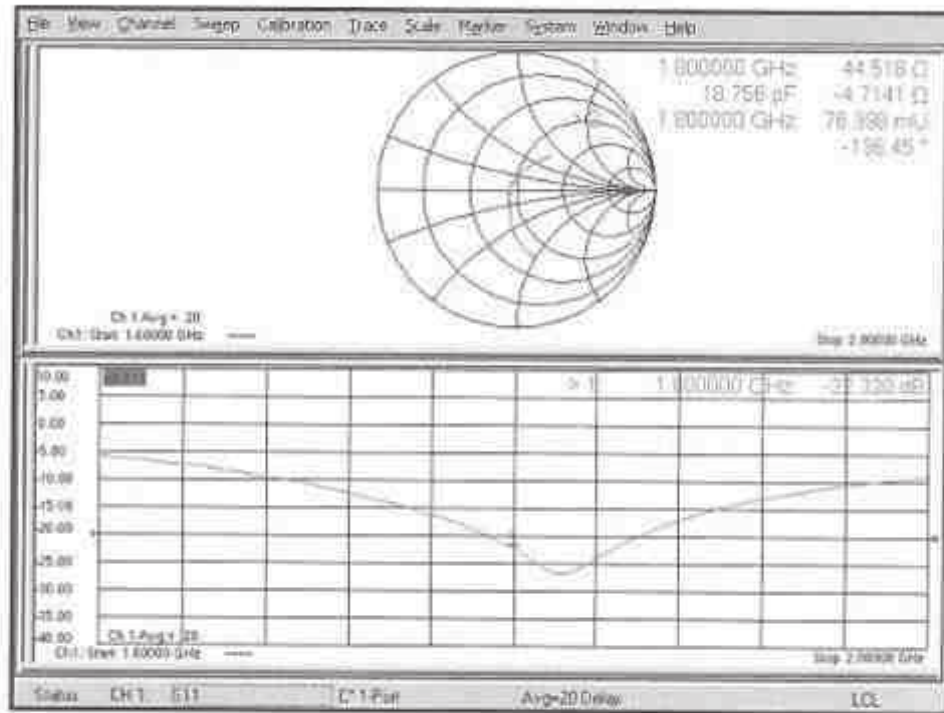 File View Channel Sweep Calibration Trace Scale Marker System Window Help
1 1.800000 GHz 44.518 Ω
18.756 pF -4.7141 Ω
1.800000 GHz mU
Ch 1 Avg = 20
Ch1: Start 1.60000 GHz
Stop 2.00000 GHz
10.00
5.00
0.00
-5.00
-10.00
-15.00
-20.00
-25.00
-30.00
-35.00
-40.00
> 1 1.800000 GHz dB
Ch 1 Avg = 20
Ch1: Start 1.60000 GHz
Stop 2.00000 GHz
Status CH 1: S11 C* 1-Port Avg=20 Delay LCL